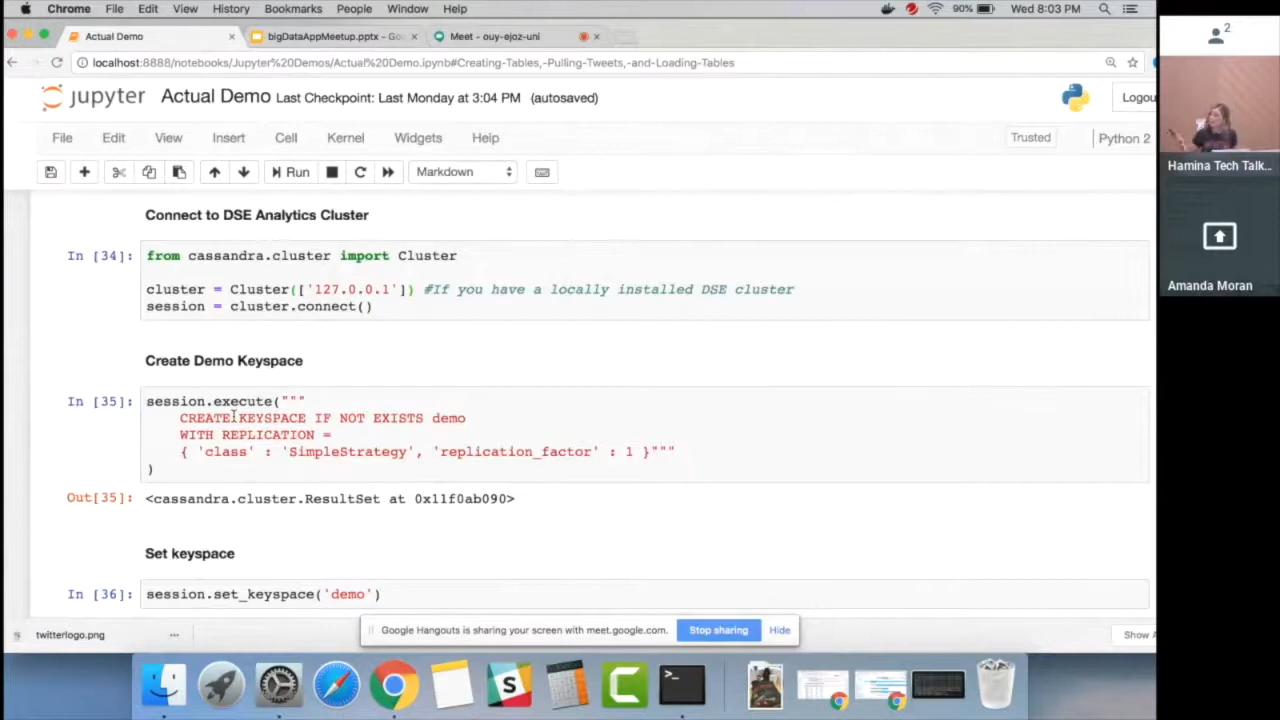 Chrome File Edit View History Bookmarks People Window Help 90% Wed 8:03 PM
Actual Demo × bigDataAppMeetup.pptx - Go × Meet - ouy-ejoz-uni ×
localhost:8888/notebooks/Jupyter%20Demos/Actual%20Demo.ipynb#Creating-Tables,-Pulling-Tweets,-and-Loading-Tables
jupyter Actual Demo Last Checkpoint: Last Monday at 3:04 PM (autosaved)
Logou
File Edit View Insert Cell Kernel Widgets Help Trusted Python 2
Run Markdown
Connect to DSE Analytics Cluster
In [34]: from cassandra.cluster import Cluster
cluster = Cluster(['127.0.0.1']) #If you have a locally installed DSE cluster
session = cluster.connect()
Create Demo Keyspace
In [35]: session.execute("""
CREATE KEYSPACE IF NOT EXISTS demo
WITH REPLICATION =
{ 'class' : 'SimpleStrategy', 'replication_factor' : 1 }"""
)
Out[35]: <cassandra.cluster.ResultSet at 0x11f0ab090>
Set keyspace
In [36]: session.set_keyspace('demo')
Google Hangouts is sharing your screen with meet.google.com. Stop sharing Hide
twitterlogo.png ... Show A
2
Hamina Tech Talk...
Amanda Moran